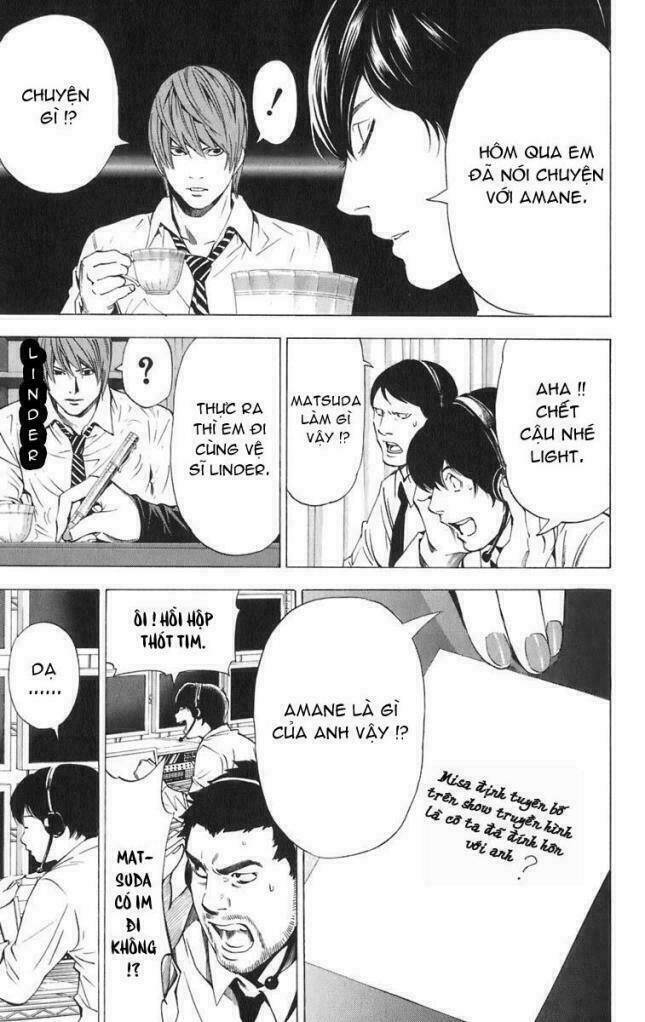 HÔM QUA EM
ĐÃ NÓI CHUYỆN
VỚI AMANE.
!
CHUYỆN
GÌ !?
AHA !!
CHẾT
CẬU NHÉ
LIGHT.
MATSUDA
LÀM GÌ
VẬY !?
THỰC RA
THÌ EM ĐI
CÙNG VỆ
SĨ LINDER.
?
LINDER
Misa định tuyên bố
trên show truyền hình
là cô ta đã đính hôn
với anh ?
AMANE LÀ GÌ
CỦA ANH VẬY !?
ÔI ! HỒI HỘP
THÓT TIM.
MAT-
SUDA
CÓ IM
ĐI
KHÔNG
!?
DẠ
......